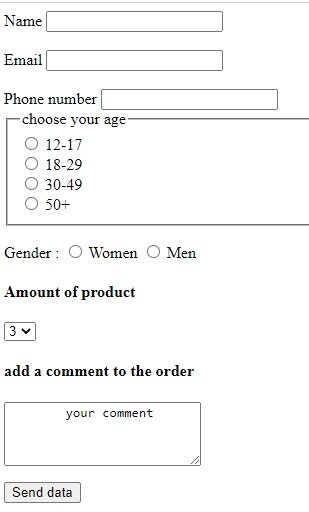 Name
Email
Phone number
choose your age
12-17
18-29
30-49
50+
Gender : Women Men
Amount of product
3
add a comment to the order
your comment
Send data